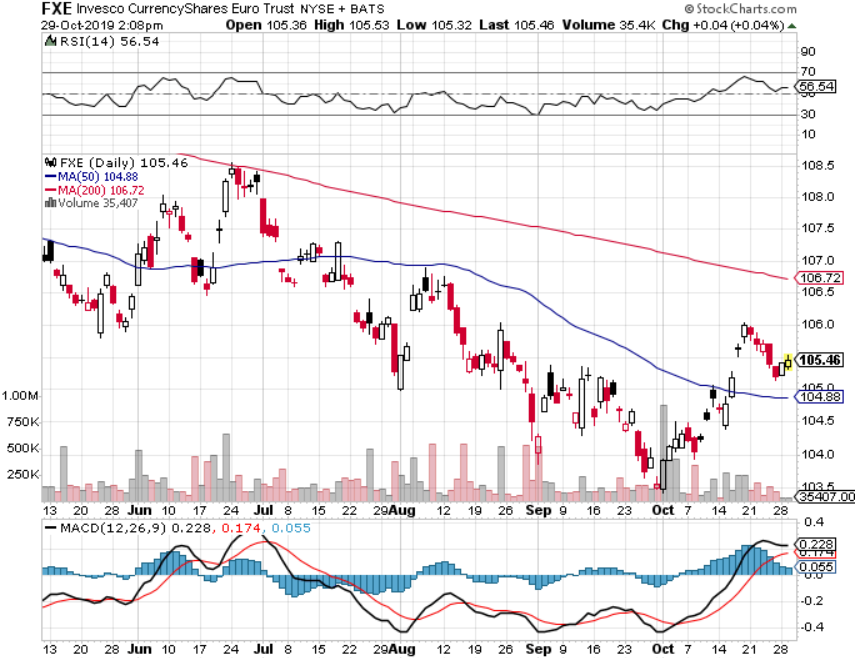 FXE Invesco CurrencyShares Euro Trust NYSE + BATS © StockCharts.com
29-Oct-2019 2:08pm Open 105.36 High 105.53 Low 105.32 Last 105.46 Volume 35.4K Chg +0.04 (+0.04%)
RSI(14) 56.54
90
70
56.54
30
10
FXE (Daily) 105.46
MA(50) 104.88
MA(200) 106.72
Volume 35,407
108.5
108.0
107.5
107.0
106.72
106.5
106.0
105.46
105.0
104.88
104.5
104.0
103.5
35407.00
1.00M
750K
500K
250K
13 20 28 Jun 10 17 24 Jul 8 15 22 29 Aug 12 19 26 Sep 9 16 23 Oct 7 14 21 28
MACD(12,26,9) 0.228, 0.174, 0.055
0.4
0.228
0.174
0.055
0.0
-0.2
-0.4
13 20 28 Jun 10 17 24 Jul 8 15 22 29 Aug 12 19 26 Sep 9 16 23 Oct 7 14 21 28